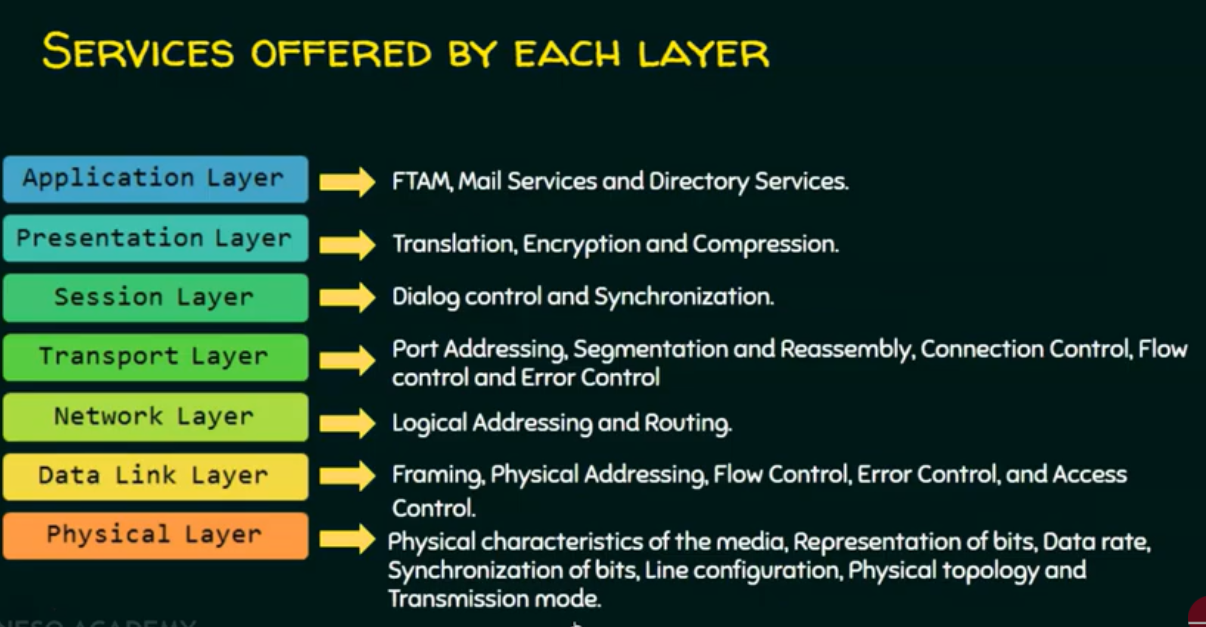 SERVICES OFFERED BY EACH LAYER
Application Layer
FTAM, Mail Services and Directory Services.
Presentation Layer
Translation, Encryption and Compression.
Session Layer
Dialog control and Synchronization.
Transport Layer
Port Addressing, Segmentation and Reassembly, Connection Control, Flow
control and Error Control
Network Layer
Logical Addressing and Routing.
Data Link Layer
Framing, Physical Addressing, Flow Control, Error Control, and Access
Control.
Physical Layer
Physical characteristics of the media, Representation of bits, Data rate,
Synchronization of bits, Line configuration, Physical topology and
Transmission mode.
NESO ACADEMY